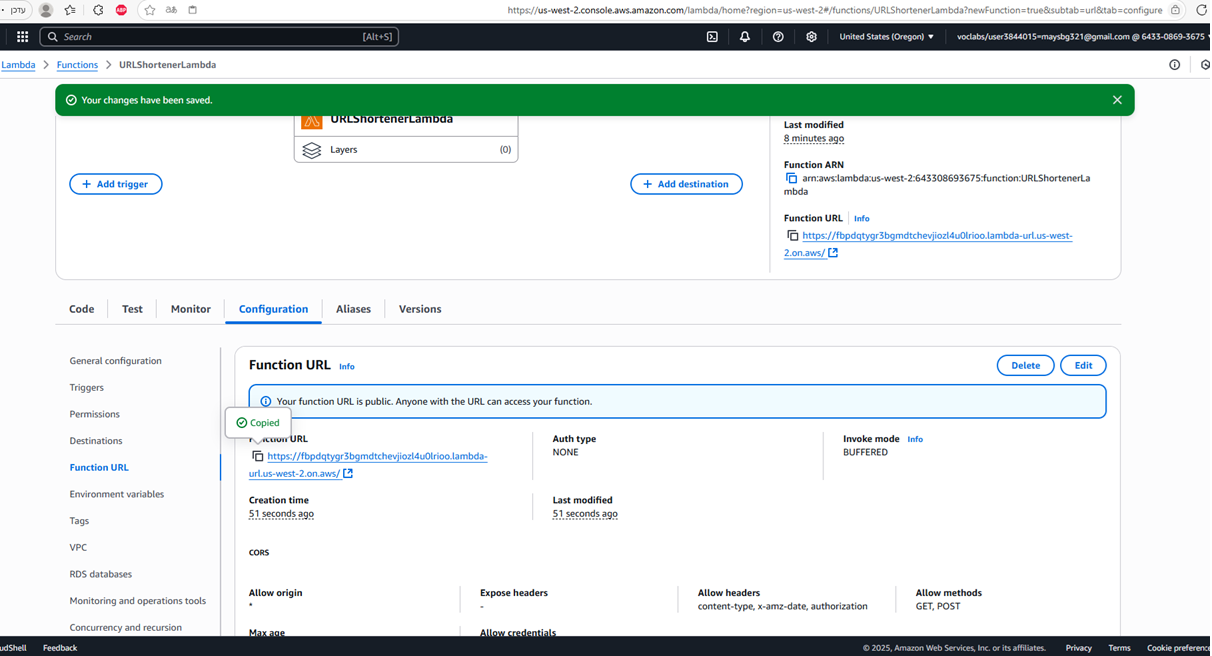 עדכן
ABP
https://us-west-2.console.aws.amazon.com/lambda/home?region=us-west-2#/functions/URLShortenerLambda?newFunction=true&subtab=url&tab=configure
Search
[Alt+S]
United States (Oregon)
voclabs/user3844015=maysbg321@gmail.com @ 6433-0869-3675
Lambda
Functions
URLShortenerLambda
Your changes have been saved.
URLShortenerLambda
Layers
(0)
Add trigger
Add destination
Last modified
8 minutes ago
Function ARN
arn:aws:lambda:us-west-2:643308693675:function:URLShortenerLa
mbda
Function URL
Info
https://fbpdqtygr3bgmdtchevjiozl4u0lrioo.lambda-url.us-west-
2.on.aws/
Code
Test
Monitor
Configuration
Aliases
Versions
General configuration
Triggers
Permissions
Destinations
Function URL
Environment variables
Tags
VPC
RDS databases
Monitoring and operations tools
Concurrency and recursion
Function URL
Info
Delete
Edit
Your function URL is public. Anyone with the URL can access your function.
Copied
Function URL
https://fbpdqtygr3bgmdtchevjiozl4u0lrioo.lambda-
url.us-west-2.on.aws/
Auth type
NONE
Invoke mode
Info
BUFFERED
Creation time
51 seconds ago
Last modified
51 seconds ago
CORS
Allow origin
*
Expose headers
-
Allow headers
content-type, x-amz-date, authorization
Allow methods
GET, POST
Max age
Allow credentials
udShell
Feedback
© 2025, Amazon Web Services, Inc. or its affiliates.
Privacy
Terms
Cookie preference